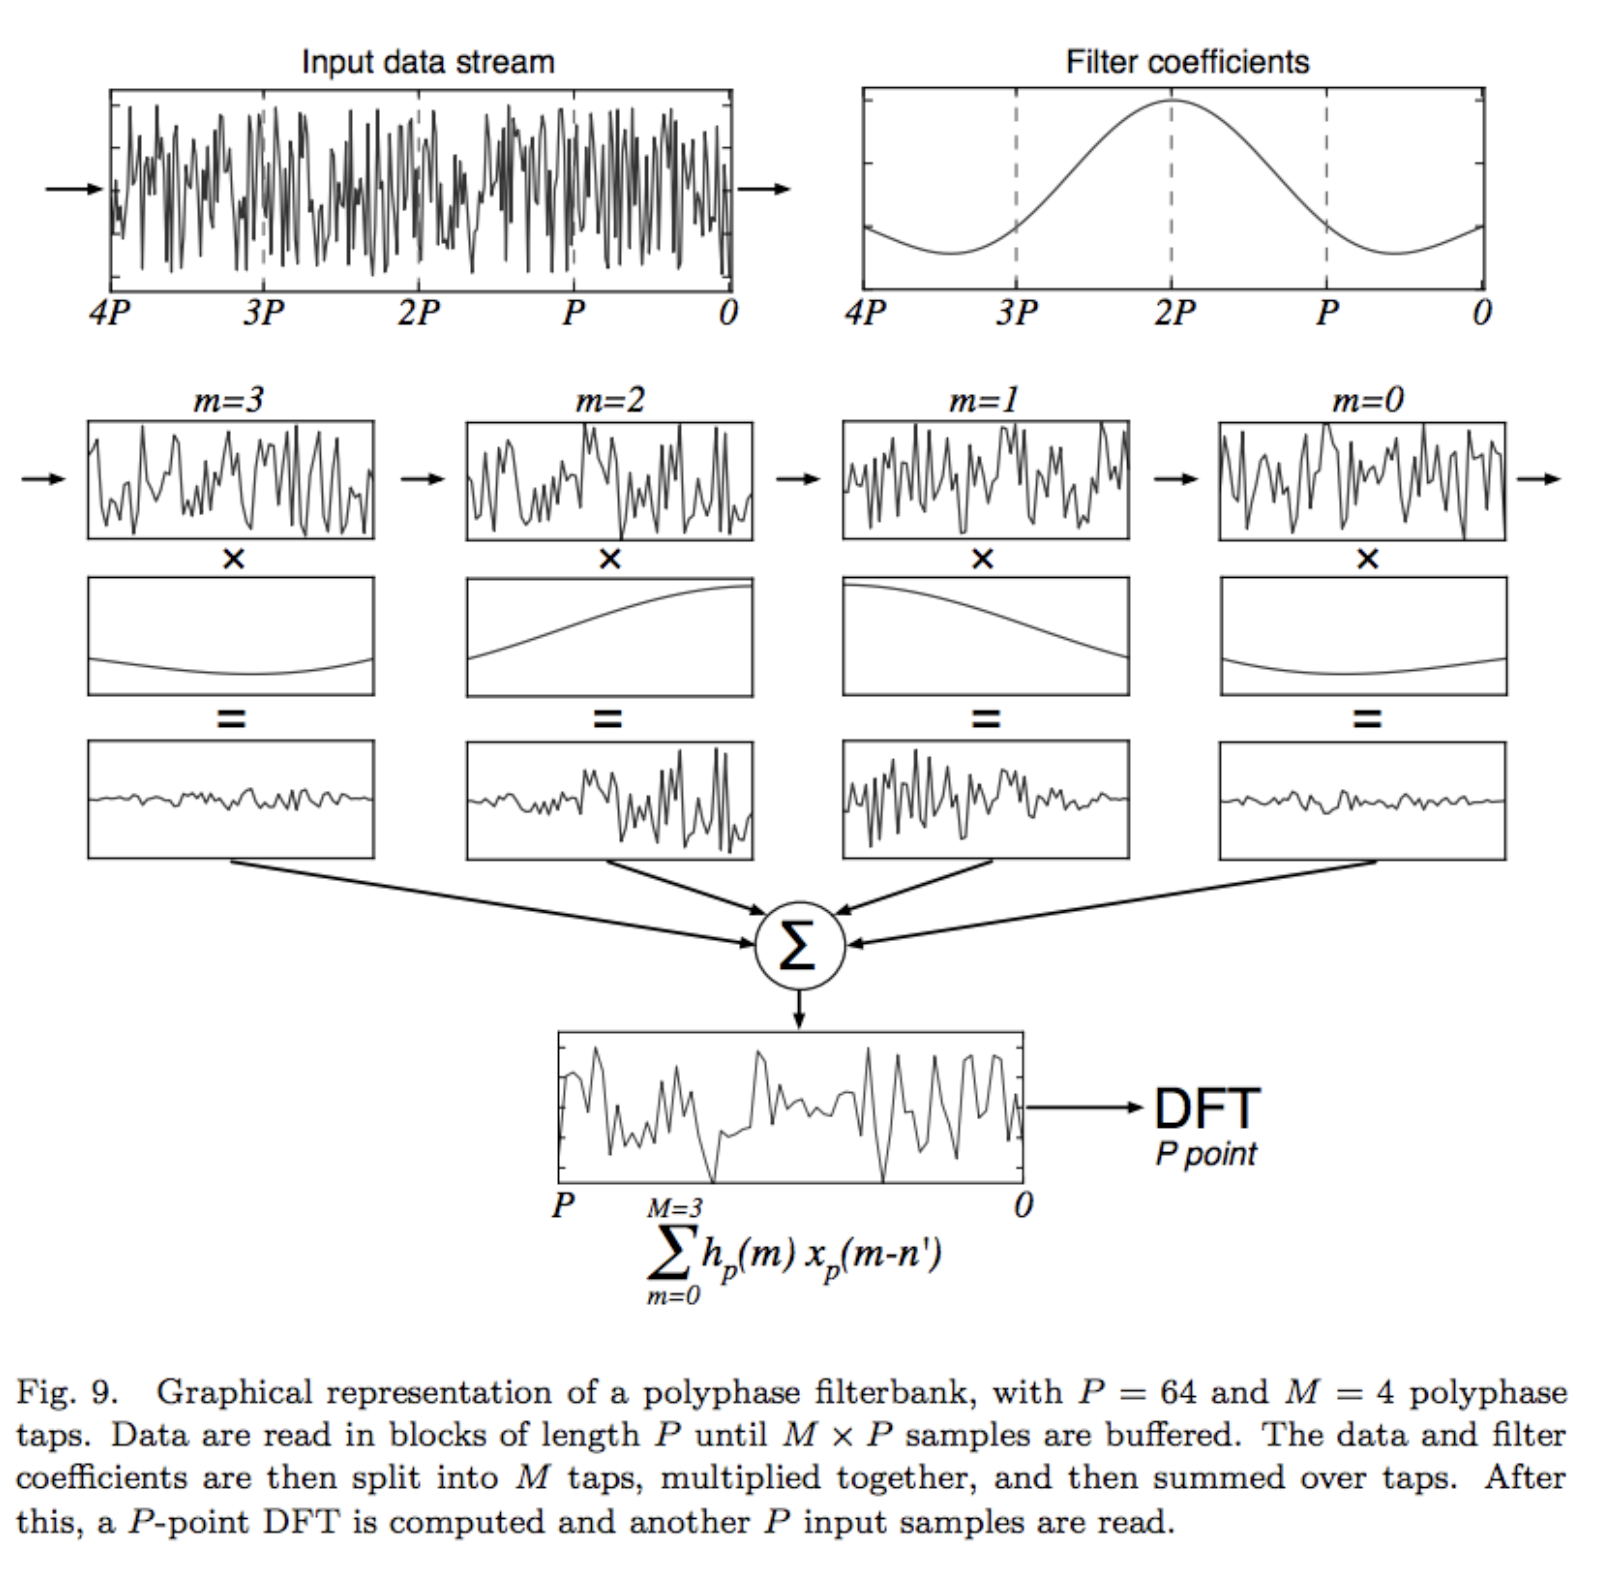 Input data stream
Filter coefficients
4P 3P 2P P 0
4P 3P 2P P 0
m=3 m=2 m=1 m=0
× × × ×
= = = =
Σ
DFT
P point
P 0
M=3
∑ hₚ(m) xₚ(m-n')
m=0
Fig. 9. Graphical representation of a polyphase filterbank, with P = 64 and M = 4 polyphase
taps. Data are read in blocks of length P until M × P samples are buffered. The data and filter
coefficients are then split into M taps, multiplied together, and then summed over taps. After
this, a P-point DFT is computed and another P input samples are read.